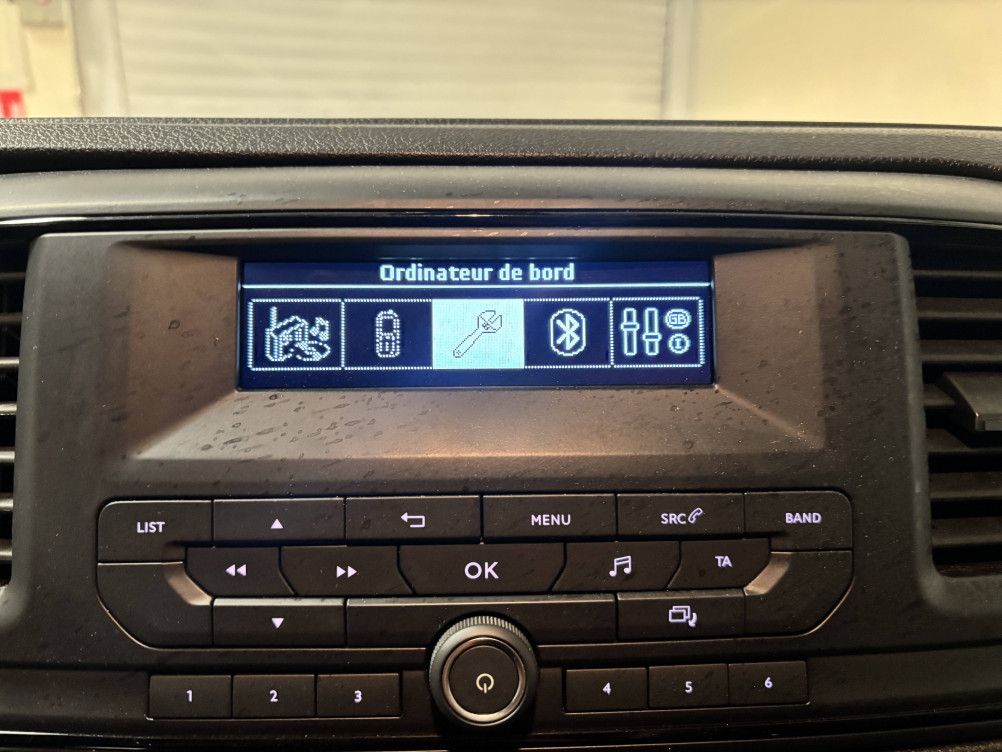 Ordinateur de bord
GB
I
LIST
MENU
SRC
BAND
OK
TA
1
2
3
4
5
6